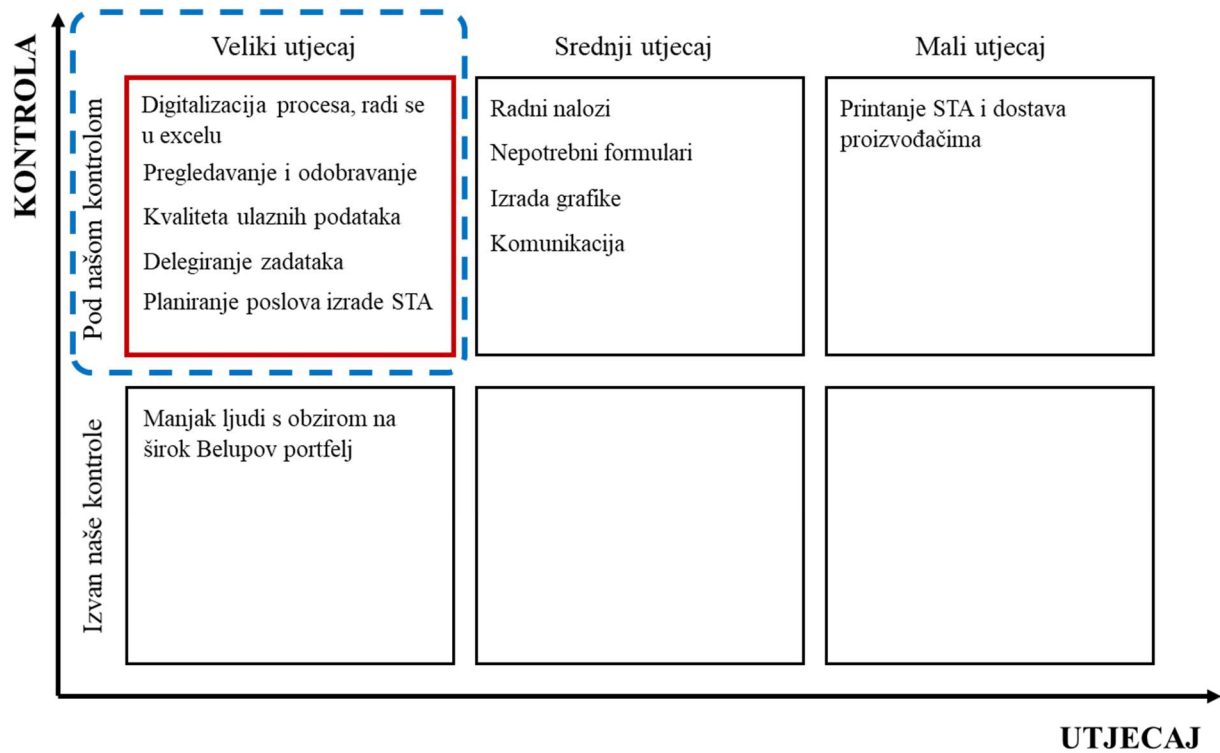 KONTROLA
Veliki utjecaj
Srednji utjecaj
Mali utjecaj
Pod našom kontrolom
Digitalizacija procesa, radi se
u excelu
Pregledavanje i odobravanje
Kvaliteta ulaznih podataka
Delegiranje zadataka
Planiranje poslova izrade STA
Radni nalozi
Nepotrebni formulari
Izrada grafike
Komunikacija
Printanje STA i dostava
proizvođačima
Izvan naše kontrole
Manjak ljudi s obzirom na
širok Belupov portfelj
UTJECAJ